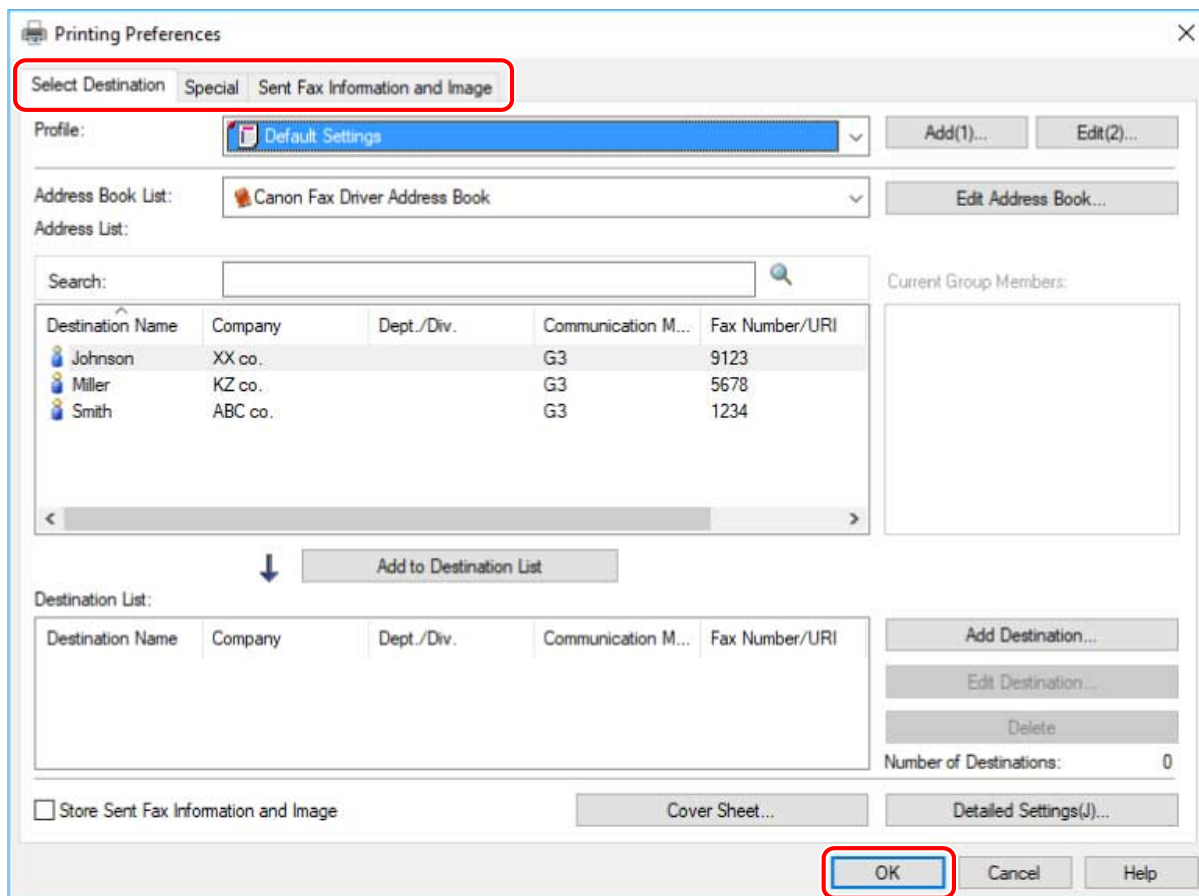 Printing Preferences
Select Destination Special Sent Fax Information and Image
Profile: Default Settings Add(1)... Edit(2)...
Address Book List: Canon Fax Driver Address Book Edit Address Book...
Address List:
Search: Current Group Members:
Destination Name Company Dept./Div. Communication M... Fax Number/URI
Johnson XX co. G3 9123
Miller KZ co. G3 5678
Smith ABC co. G3 1234
Add to Destination List
Destination List:
Destination Name Company Dept./Div. Communication M... Fax Number/URI Add Destination...
Edit Destination...
Delete
Number of Destinations: 0
Store Sent Fax Information and Image Cover Sheet... Detailed Settings(J)...
OK Cancel Help